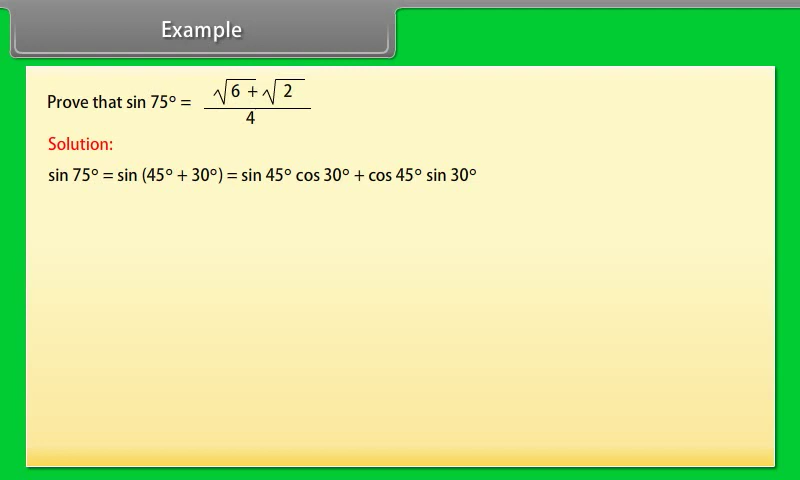 Example
Prove that sin 75° = (√6 + √2)/4
Solution:
sin 75° = sin (45° + 30°) = sin 45° cos 30° + cos 45° sin 30°